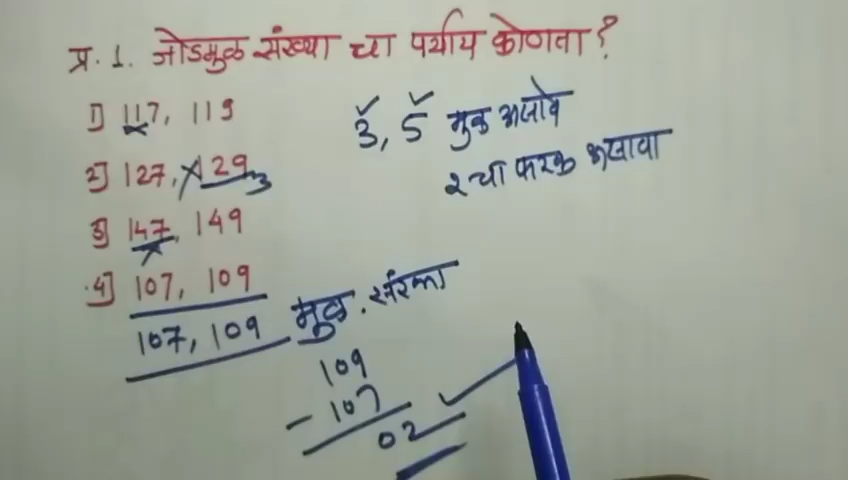 प्र. 1. जोडमुळ संख्या चा पर्याय कोणता?
1) 117, 119
2) 127, 129
3) 147, 149
4) 107, 109
107, 109 मुळ संख्या
3, 5 मुळ असावे
२ चा फरक असावा
109
- 107
02